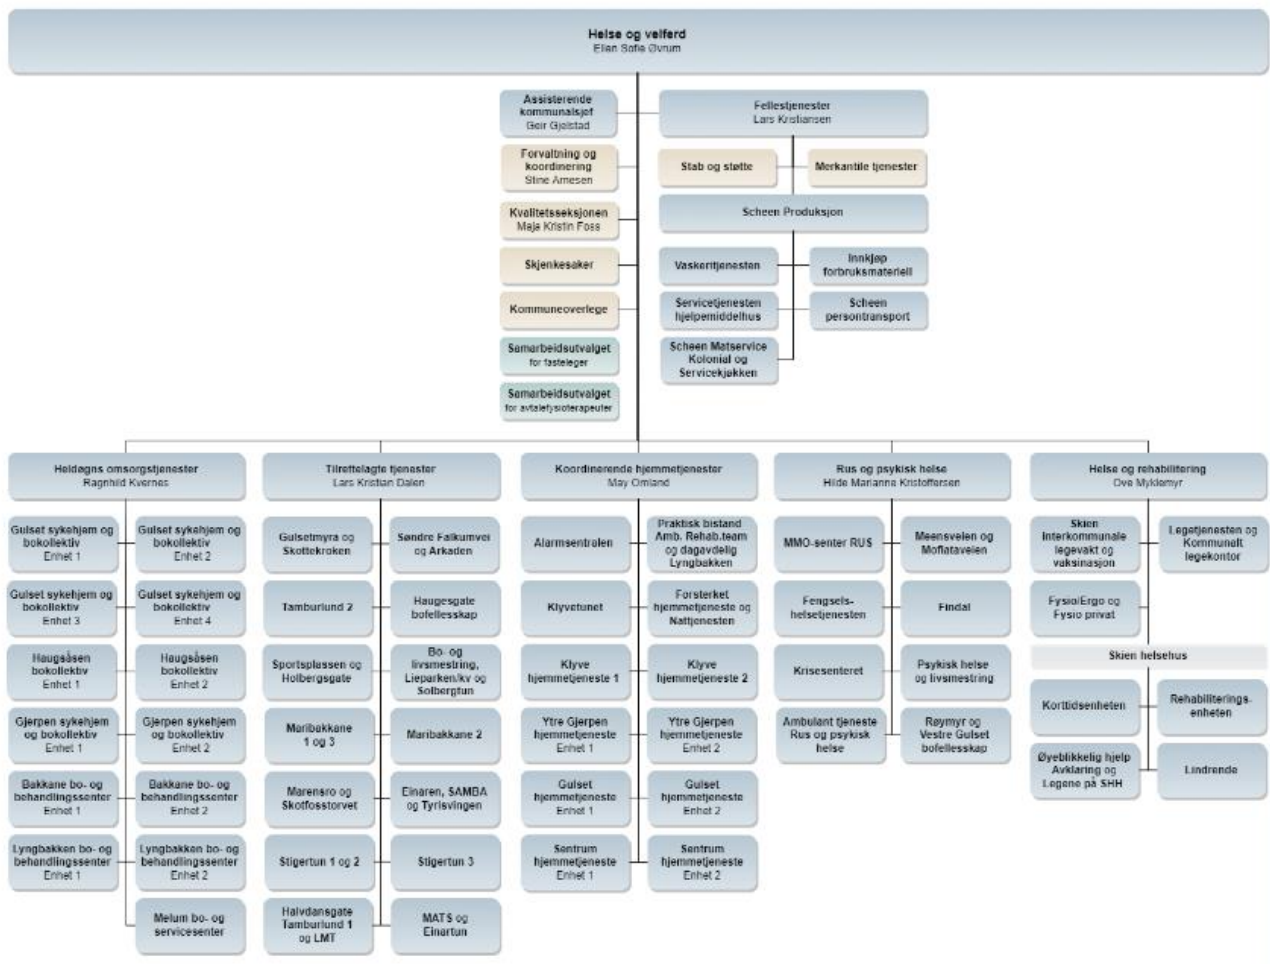 Helse og velferd
Ellen Sofie Øvrum
Assisterende
kommunalsjef
Geir Gjelstad
Fellestjenester
Lars Kristiansen
Forvaltning og
koordinering
Stine Arnesen
Stab og støtte
Merkantile tjenester
Kvalitetsseksjonen
Maja Kristin Foss
Scheen Produksjon
Skjenkesaker
Vaskeritjenesten
Innkjøp
forbruksmateriell
Kommuneoverlege
Servicetjenesten
hjelpemiddelhus
Scheen
persontransport
Samarbeidsutvalget
for fastleger
Scheen Matservice
Kolonial og
Servicekjøkken
Samarbeidsutvalget
for avtalefysioterapeuter
Heldøgns omsorgstjenester
Ragnhild Kvernes
Gulset sykehjem og
bokollektiv
Enhet 1
Gulset sykehjem og
bokollektiv
Enhet 2
Gulset sykehjem og
bokollektiv
Enhet 3
Gulset sykehjem og
bokollektiv
Enhet 4
Haugsåsen
bokollektiv
Enhet 1
Haugsåsen
bokollektiv
Enhet 2
Gjerpen sykehjem
og bokollektiv
Enhet 1
Gjerpen sykehjem
og bokollektiv
Enhet 2
Bakkane bo- og
behandlingssenter
Enhet 1
Bakkane bo- og
behandlingssenter
Enhet 2
Lyngbakken bo- og
behandlingssenter
Enhet 1
Lyngbakken bo- og
behandlingssenter
Enhet 2
Melum bo- og
servicesenter
Tilrettelagte tjenester
Lars Kristian Dalen
Gulsetmyra og
Skottekroken
Søndre Falkumvei
og Arkaden
Tamburlund 2
Haugesgate
bofellesskap
Sportsplassen og
Holbergsgate
Bo- og
livsmestring,
Lieparken/kv og
Solbergtun
Maribakkane
1 og 3
Maribakkane 2
Marensro og
Skotfosstorvet
Einaren, SAMBA
og Tyrisvingen
Stigertun 1 og 2
Stigertun 3
Halvdansgate
Tamburlund 1
og LMT
MATS og
Einartun
Koordinerende hjemmetjenester
May Omland
Alarmsentralen
Praktisk bistand
Amb. Rehab.team
og dagavdelig
Lyngbakken
Klyvetunet
Forsterket
hjemmetjeneste og
Nattjenesten
Klyve
hjemmetjeneste 1
Klyve
hjemmetjeneste 2
Ytre Gjerpen
hjemmetjeneste
Enhet 1
Ytre Gjerpen
hjemmetjeneste
Enhet 2
Gulset
hjemmetjeneste
Enhet 1
Gulset
hjemmetjeneste
Enhet 2
Sentrum
hjemmetjeneste
Enhet 1
Sentrum
hjemmetjeneste
Enhet 2
Rus og psykisk helse
Hilde Marianne Kristoffersen
MMO-senter RUS
Meensveien og
Moflataveien
Fengsels-
helsetjenesten
Findal
Krisesenteret
Psykisk helse
og livsmestring
Ambulant tjeneste
Rus og psykisk
helse
Røymyr og
Vestre Gulset
bofellesskap
Helse og rehabilitering
Ove Myklemyr
Skien
Interkommunale
legevakt og
vaksinasjon
Legetjenesten og
Kommunalt
legekontor
Fysio/Ergo og
Fysio privat
Skien helsehus
Korttidsenheten
Rehabiliterings-
enheten
Øyeblikkelig hjelp
Avklaring og
Legene på SHH
Lindrende